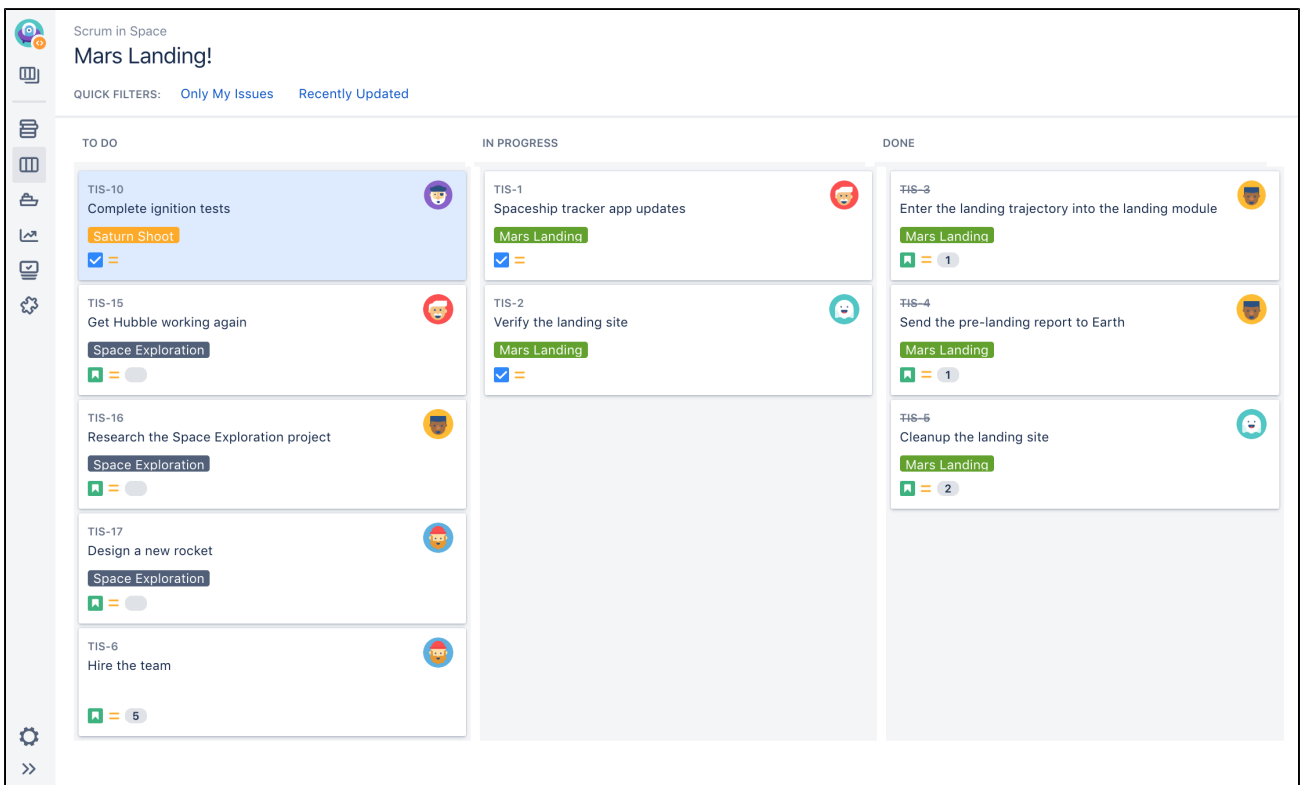 Scrum in Space
Mars Landing!
QUICK FILTERS: Only My Issues Recently Updated
TO DO
TIS-10
Complete ignition tests
Saturn Shoot
TIS-15
Get Hubble working again
Space Exploration
TIS-16
Research the Space Exploration project
Space Exploration
TIS-17
Design a new rocket
Space Exploration
TIS-6
Hire the team
5
IN PROGRESS
TIS-1
Spaceship tracker app updates
Mars Landing
TIS-2
Verify the landing site
Mars Landing
DONE
TIS-3
Enter the landing trajectory into the landing module
Mars Landing
1
TIS-4
Send the pre-landing report to Earth
Mars Landing
1
TIS-5
Cleanup the landing site
Mars Landing
2